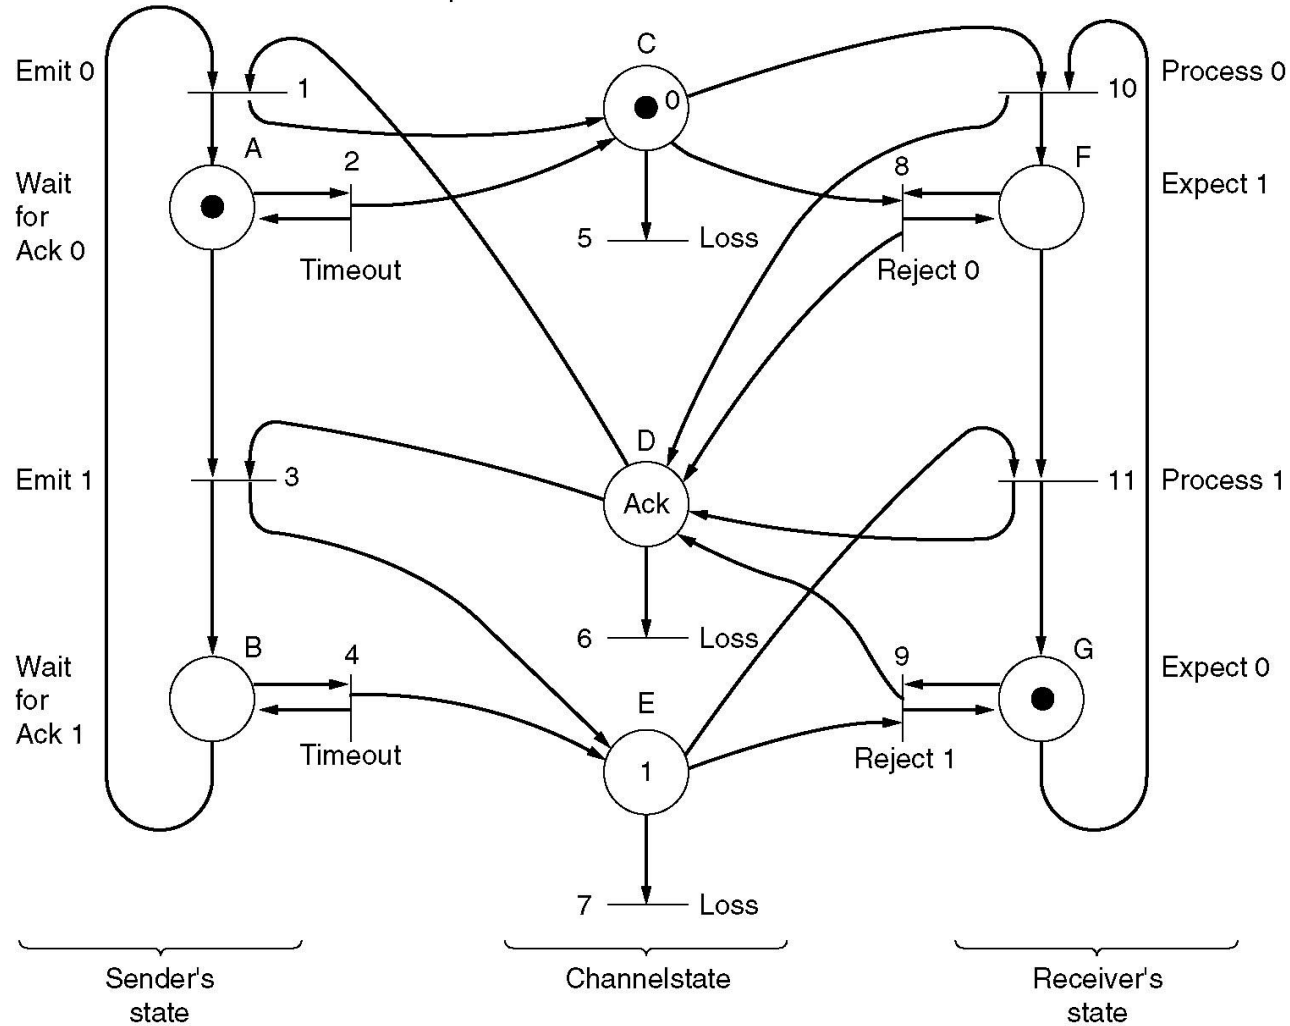 C
Emit 0
1
0
10
Process 0
A
2
8
F
Wait
for
Ack 0
Expect 1
5
Loss
Timeout
Reject 0
D
Emit 1
3
Ack
11
Process 1
6
Loss
B
4
9
G
Wait
for
Ack 1
Expect 0
E
Timeout
1
Reject 1
7
Loss
Sender's
state
Channelstate
Receiver's
state